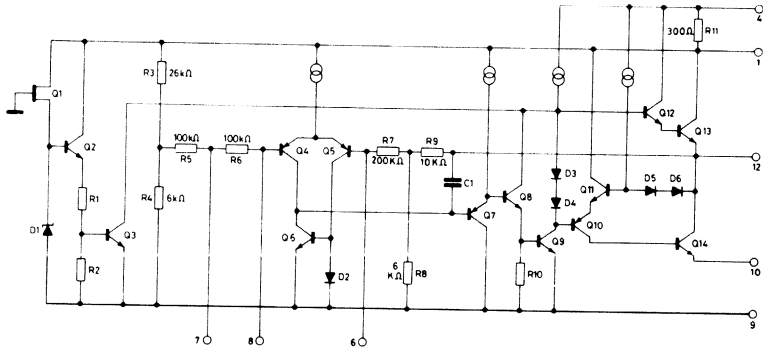 4
300Ω R11
1
Q1
R3 26kΩ
Q12
Q13
Q2
100kΩ
R5
100kΩ
R6
Q4
Q5
R7
200KΩ
R9
10KΩ
12
C1
D3
D4
Q11
D5
D6
R1
R4 6kΩ
Q7
Q8
Q10
D1
Q3
Q6
Q9
Q14
R2
D2
6
KΩ
R8
R10
10
9
7
8
6